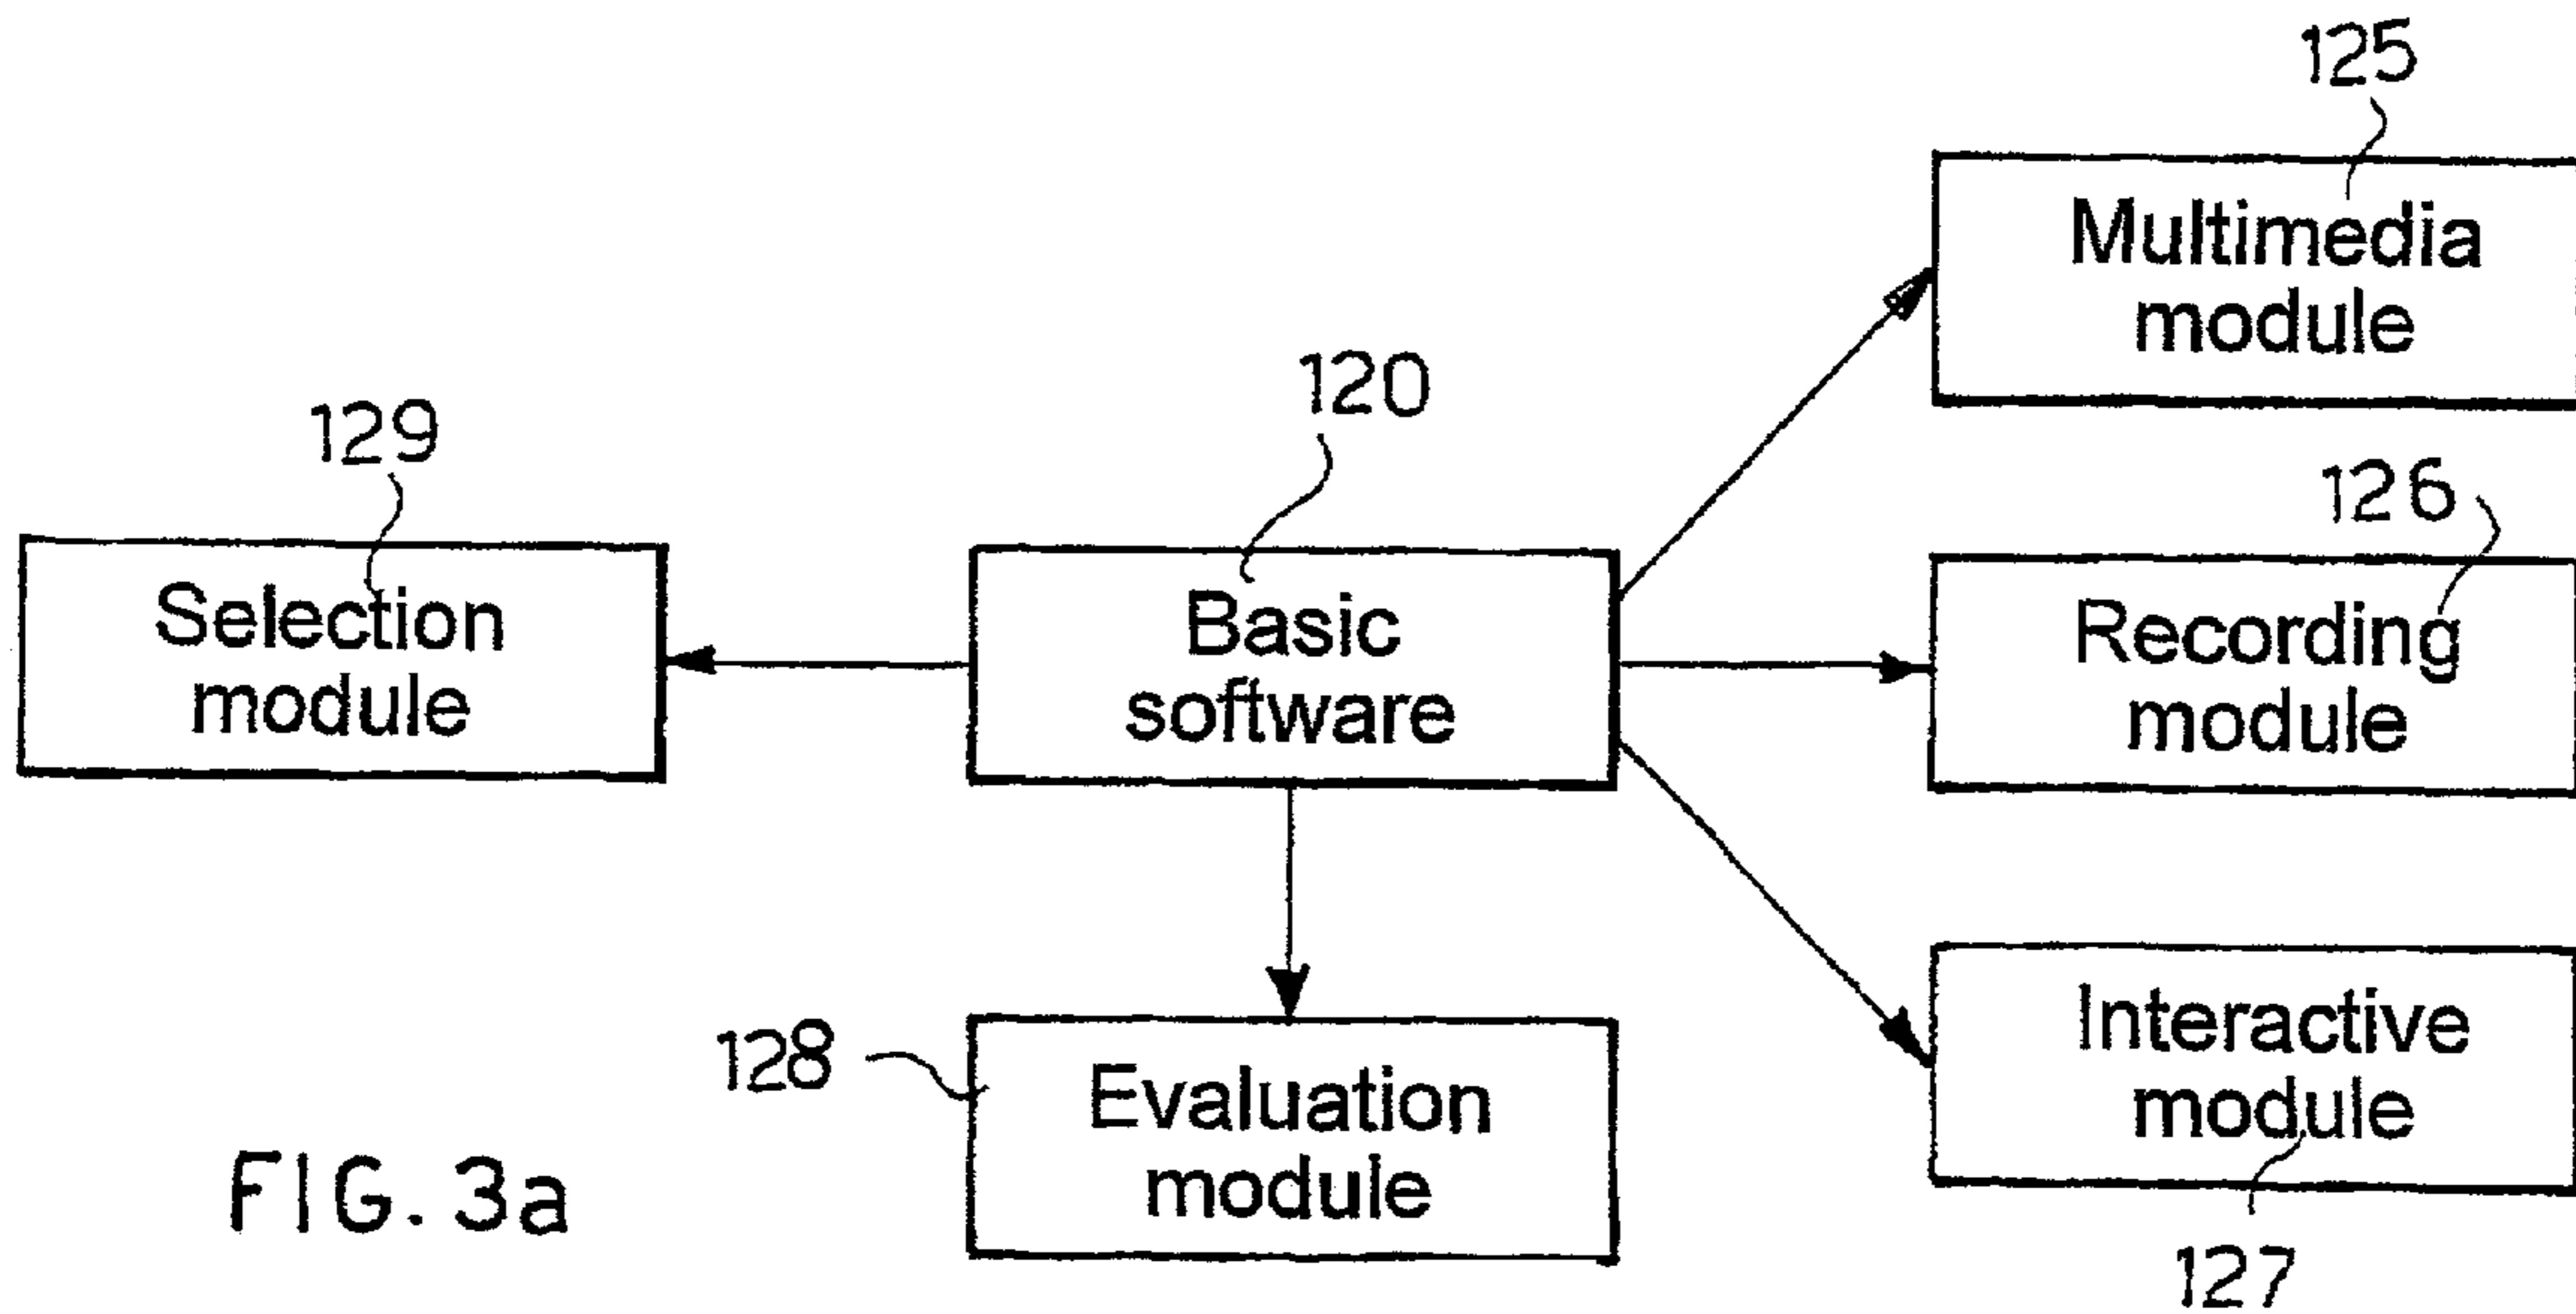 125
Multimedia
module
120
129
126
Selection
module
Basic
software
Recording
module
128
Evaluation
module
Interactive
module
127
FIG. 3a